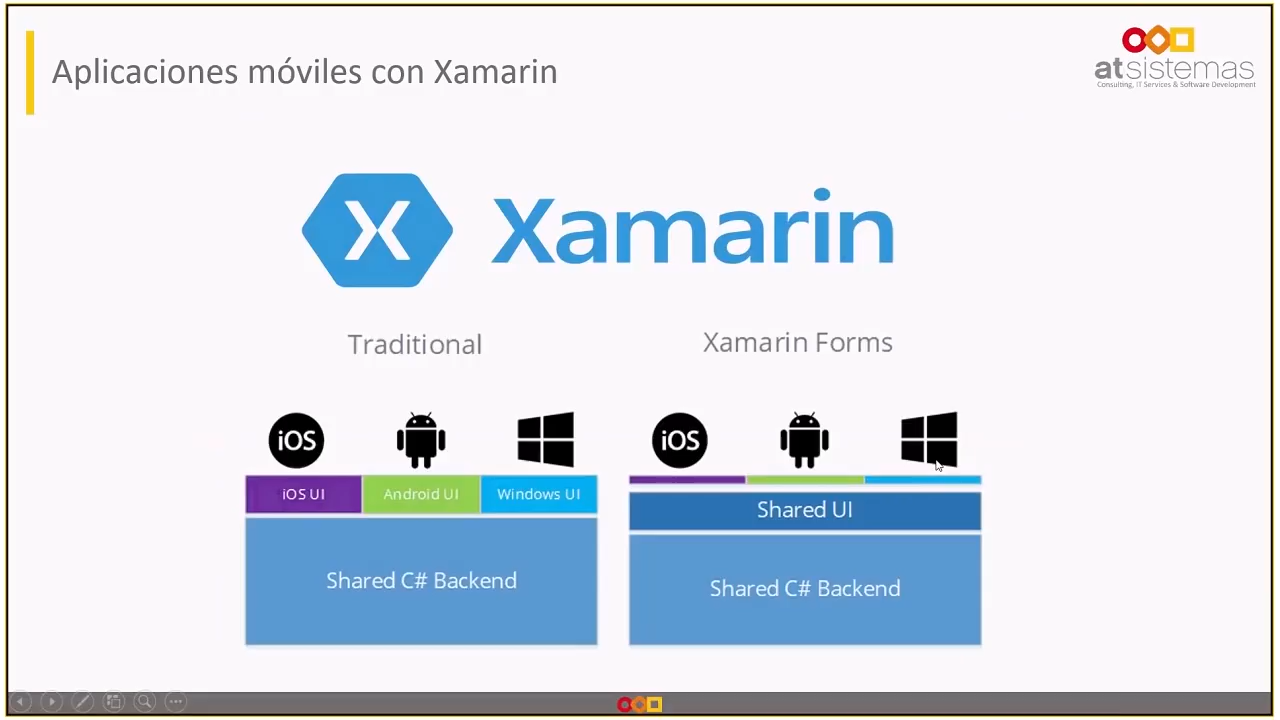 Aplicaciones móviles con Xamarin
atsistemas
Consulting, IT Services & Software Development
X Xamarin
Traditional
Xamarin Forms
iOS
iOS
iOS UI
Android UI
Windows UI
Shared UI
Shared C# Backend
Shared C# Backend